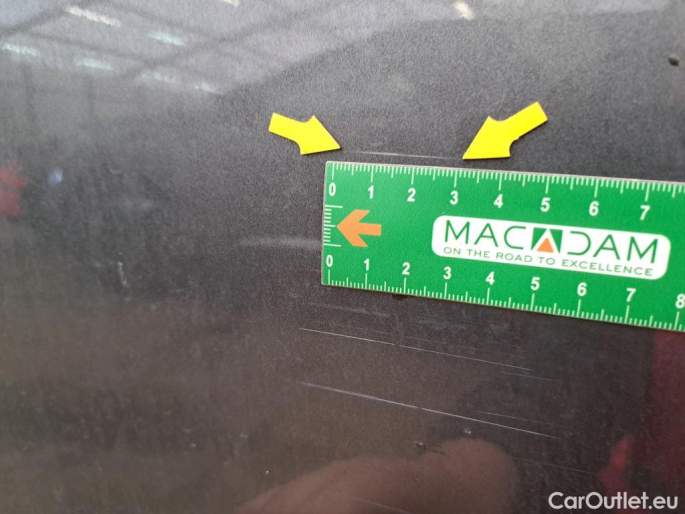 0 1 2 3 4 5 6 7
MACADAM
ON THE ROAD TO EXCELLENCE
0 1 2 3 4 5 6 7 8
CarOutlet.eu